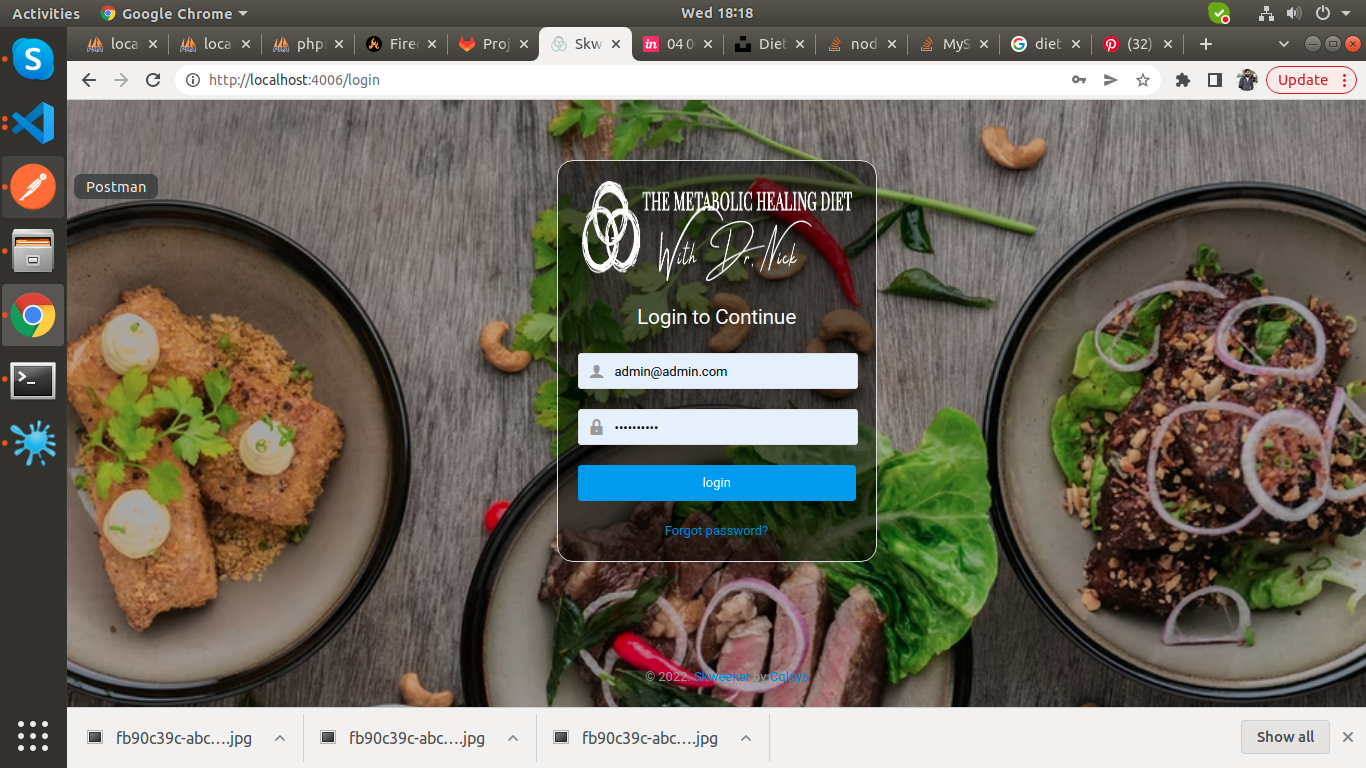 Activities
Google Chrome
Wed 18:18
loca
loca
php
Fired
Proj
Skw
04 0
Diet
nod
MyS
diet
(32)
http://localhost:4006/login
Update
Postman
THE METABOLIC HEALING DIET
With Dr. Nick
Login to Continue
admin@admin.com
••••••••••
login
Forgot password?
© 2022. Skweeker by Cqlsys
fb90c39c-abc....jpg
fb90c39c-abc....jpg
fb90c39c-abc....jpg
Show all